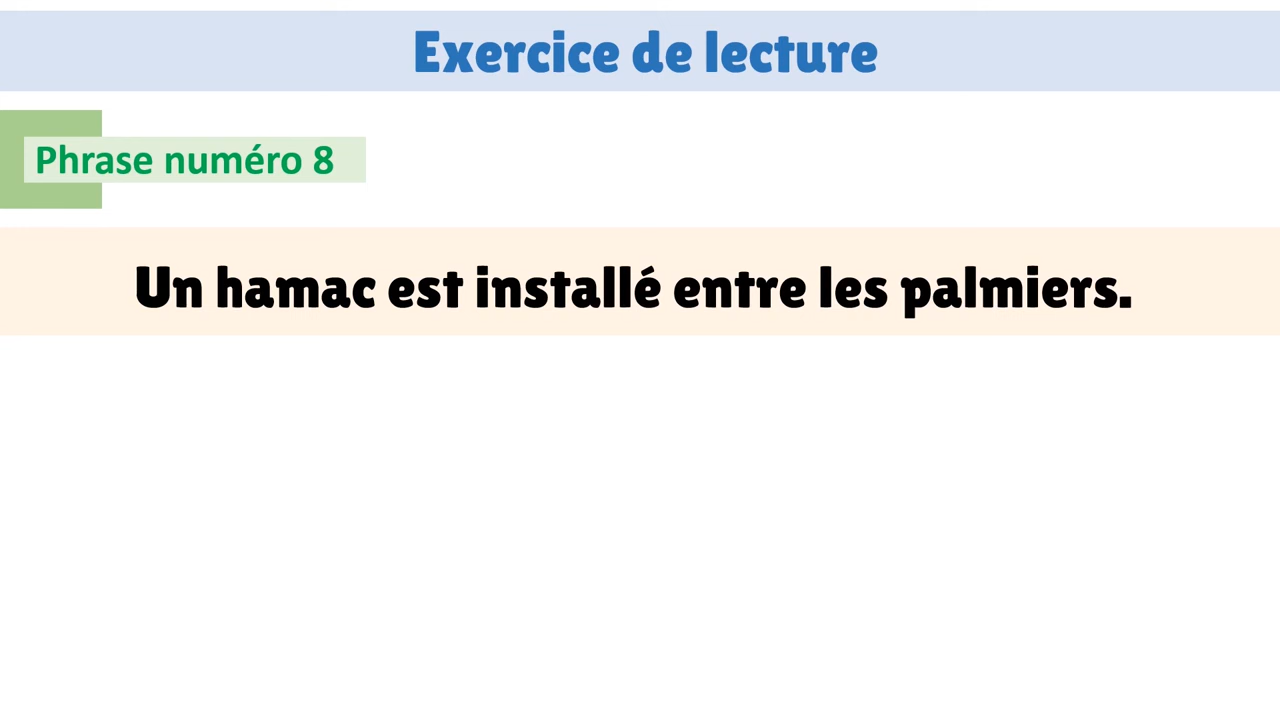 Exercice de lecture
Phrase numéro 8
Un hamac est installé entre les palmiers.